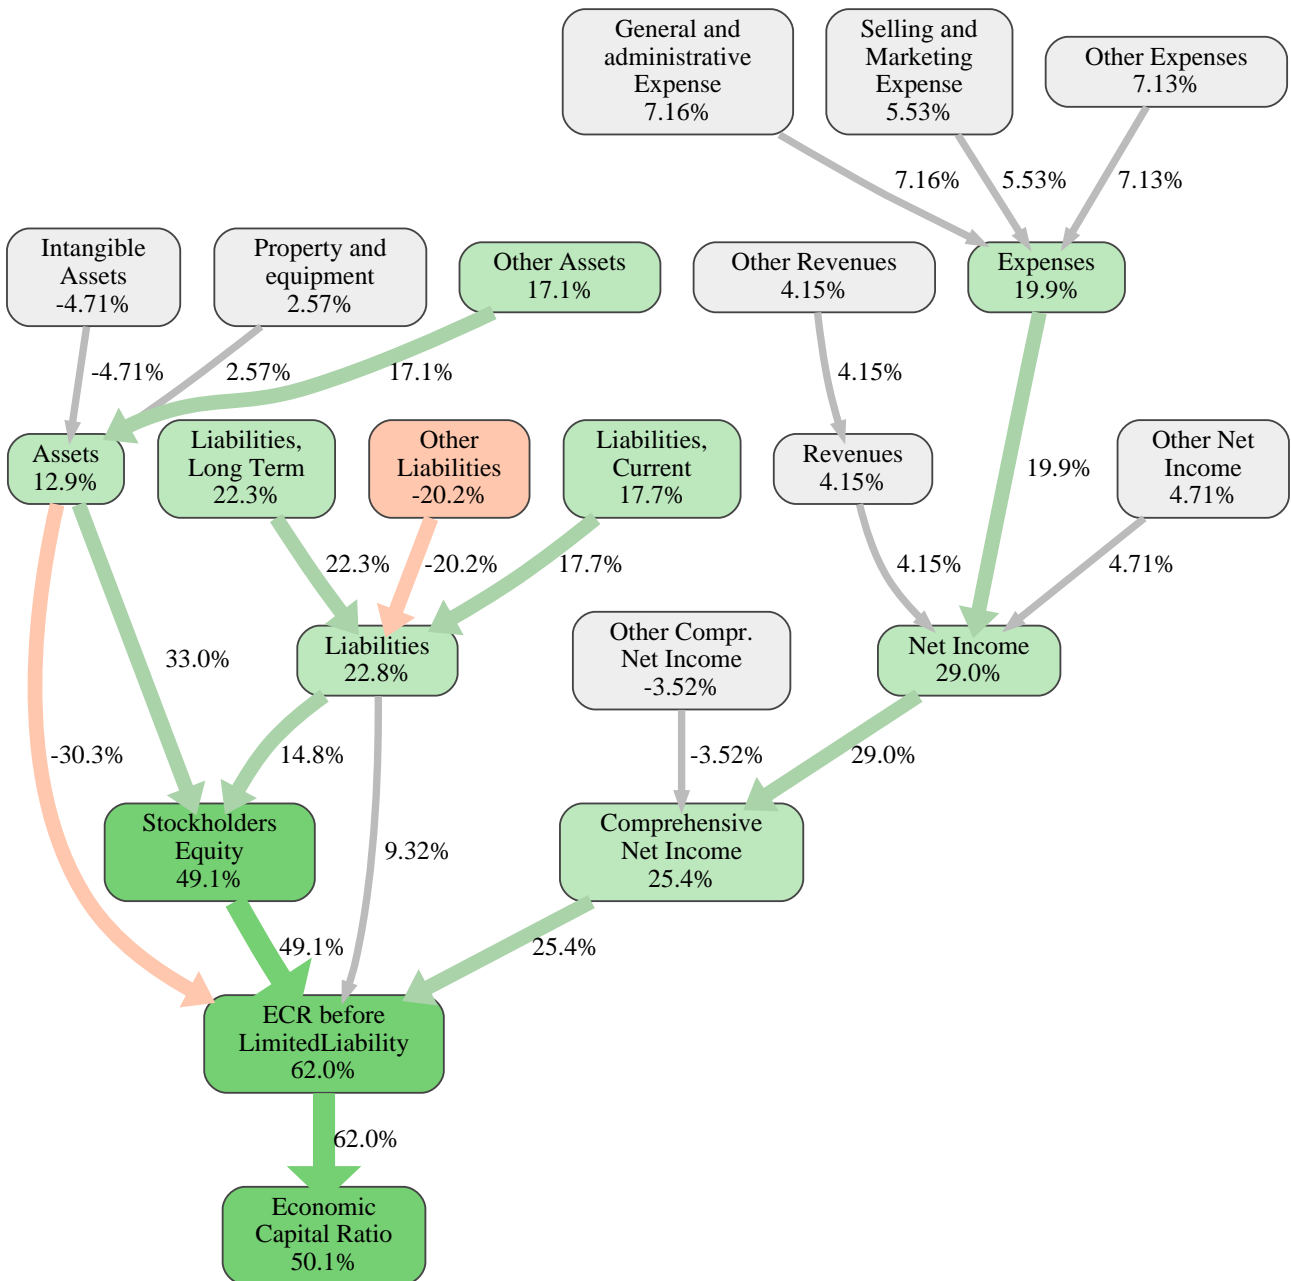 General and
administrative
Expense
7.16%
Selling and
Marketing
Expense
5.53%
Other Expenses
7.13%
7.16%
5.53%
7.13%
Intangible
Assets
-4.71%
Property and
equipment
2.57%
Other Assets
17.1%
Other Revenues
4.15%
Expenses
19.9%
-4.71%
2.57%
17.1%
4.15%
19.9%
Assets
12.9%
Liabilities,
Long Term
22.3%
Other
Liabilities
-20.2%
Liabilities,
Current
17.7%
Revenues
4.15%
Other Net
Income
4.71%
22.3%
-20.2%
17.7%
4.15%
4.71%
33.0%
Liabilities
22.8%
Other Compr.
Net Income
-3.52%
Net Income
29.0%
-30.3%
14.8%
-3.52%
29.0%
Stockholders
Equity
49.1%
9.32%
Comprehensive
Net Income
25.4%
49.1%
25.4%
ECR before
LimitedLiability
62.0%
62.0%
Economic
Capital Ratio
50.1%